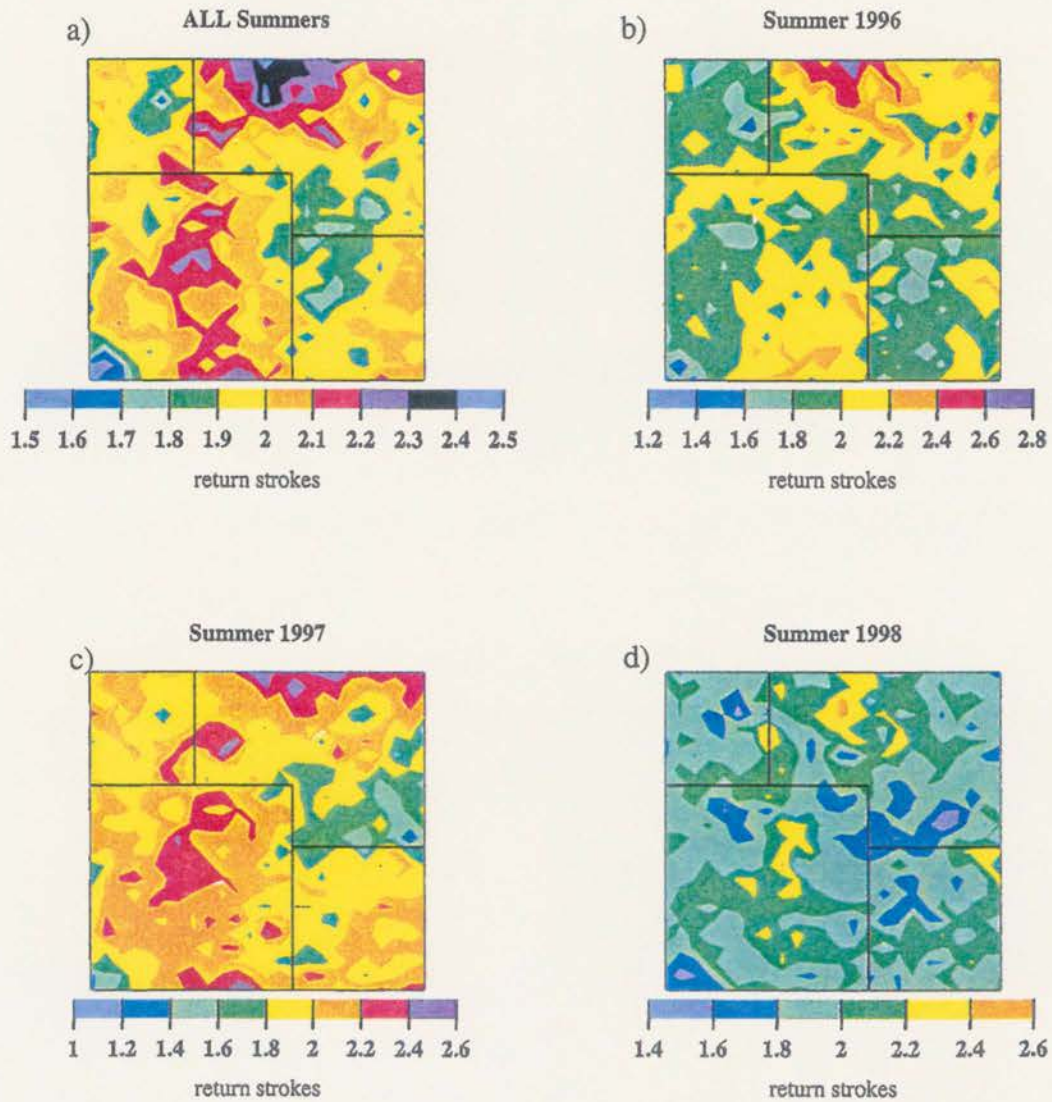 ALL Summers
a)
1.5 1.6 1.7 1.8 1.9 2 2.1 2.2 2.3 2.4 2.5
return strokes
Summer 1996
b)
1.2 1.4 1.6 1.8 2 2.2 2.4 2.6 2.8
return strokes
Summer 1997
c)
1 1.2 1.4 1.6 1.8 2 2.2 2.4 2.6
return strokes
Summer 1998
d)
1.4 1.6 1.8 2 2.2 2.4 2.6
return strokes